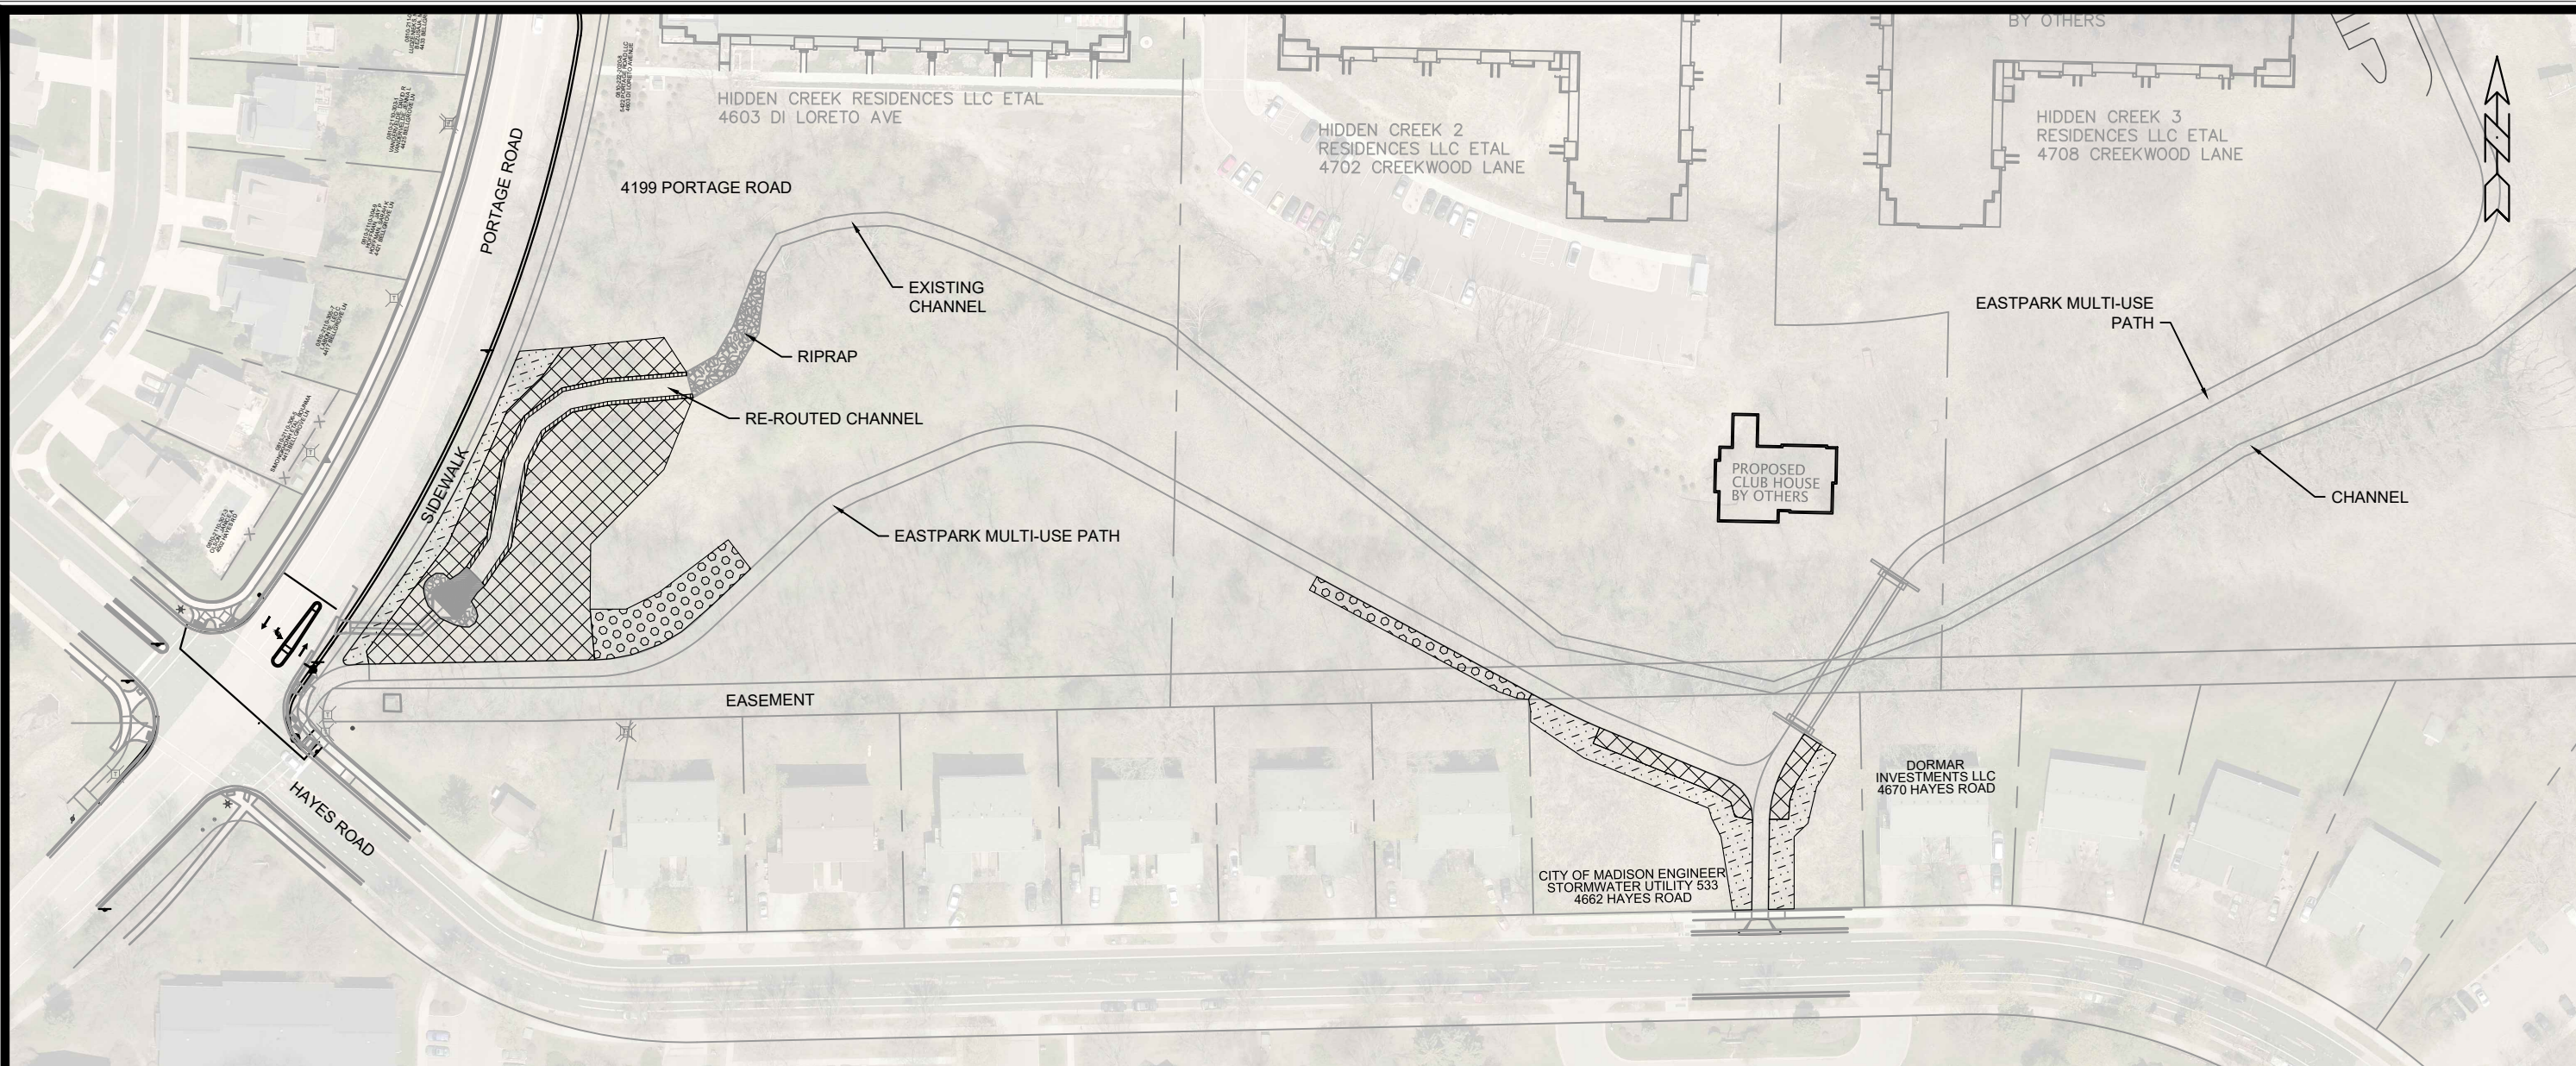 BY OTHERS
HIDDEN CREEK RESIDENCES LLC ETAL
4603 DI LORETO AVE
HIDDEN CREEK 2
RESIDENCES LLC ETAL
4702 CREEKWOOD LANE
HIDDEN CREEK 3
RESIDENCES LLC ETAL
4708 CREEKWOOD LANE
N
PORTAGE ROAD
4199 PORTAGE ROAD
EXISTING
CHANNEL
RIPRAP
RE-ROUTED CHANNEL
SIDEWALK
EASTPARK MULTI-USE PATH
EASTPARK MULTI-USE
PATH
PROPOSED
CLUB HOUSE
BY OTHERS
CHANNEL
EASEMENT
HAYES ROAD
DORMAR
INVESTMENTS LLC
4670 HAYES ROAD
CITY OF MADISON ENGINEER
STORMWATER UTILITY 533
4662 HAYES ROAD